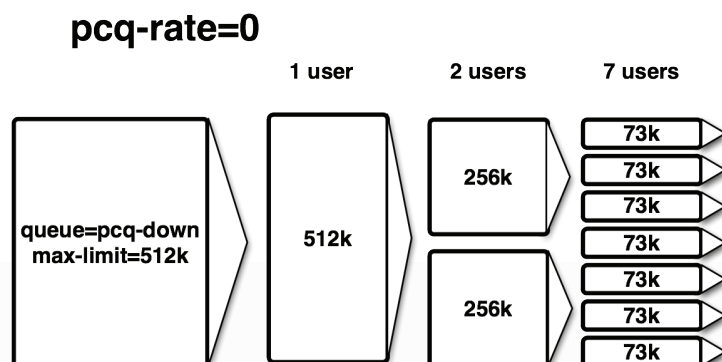 pcq-rate=0
1 user
2 users
7 users
queue=pcq-down
max-limit=512k
512k
256k
256k
73k
73k
73k
73k
73k
73k
73k